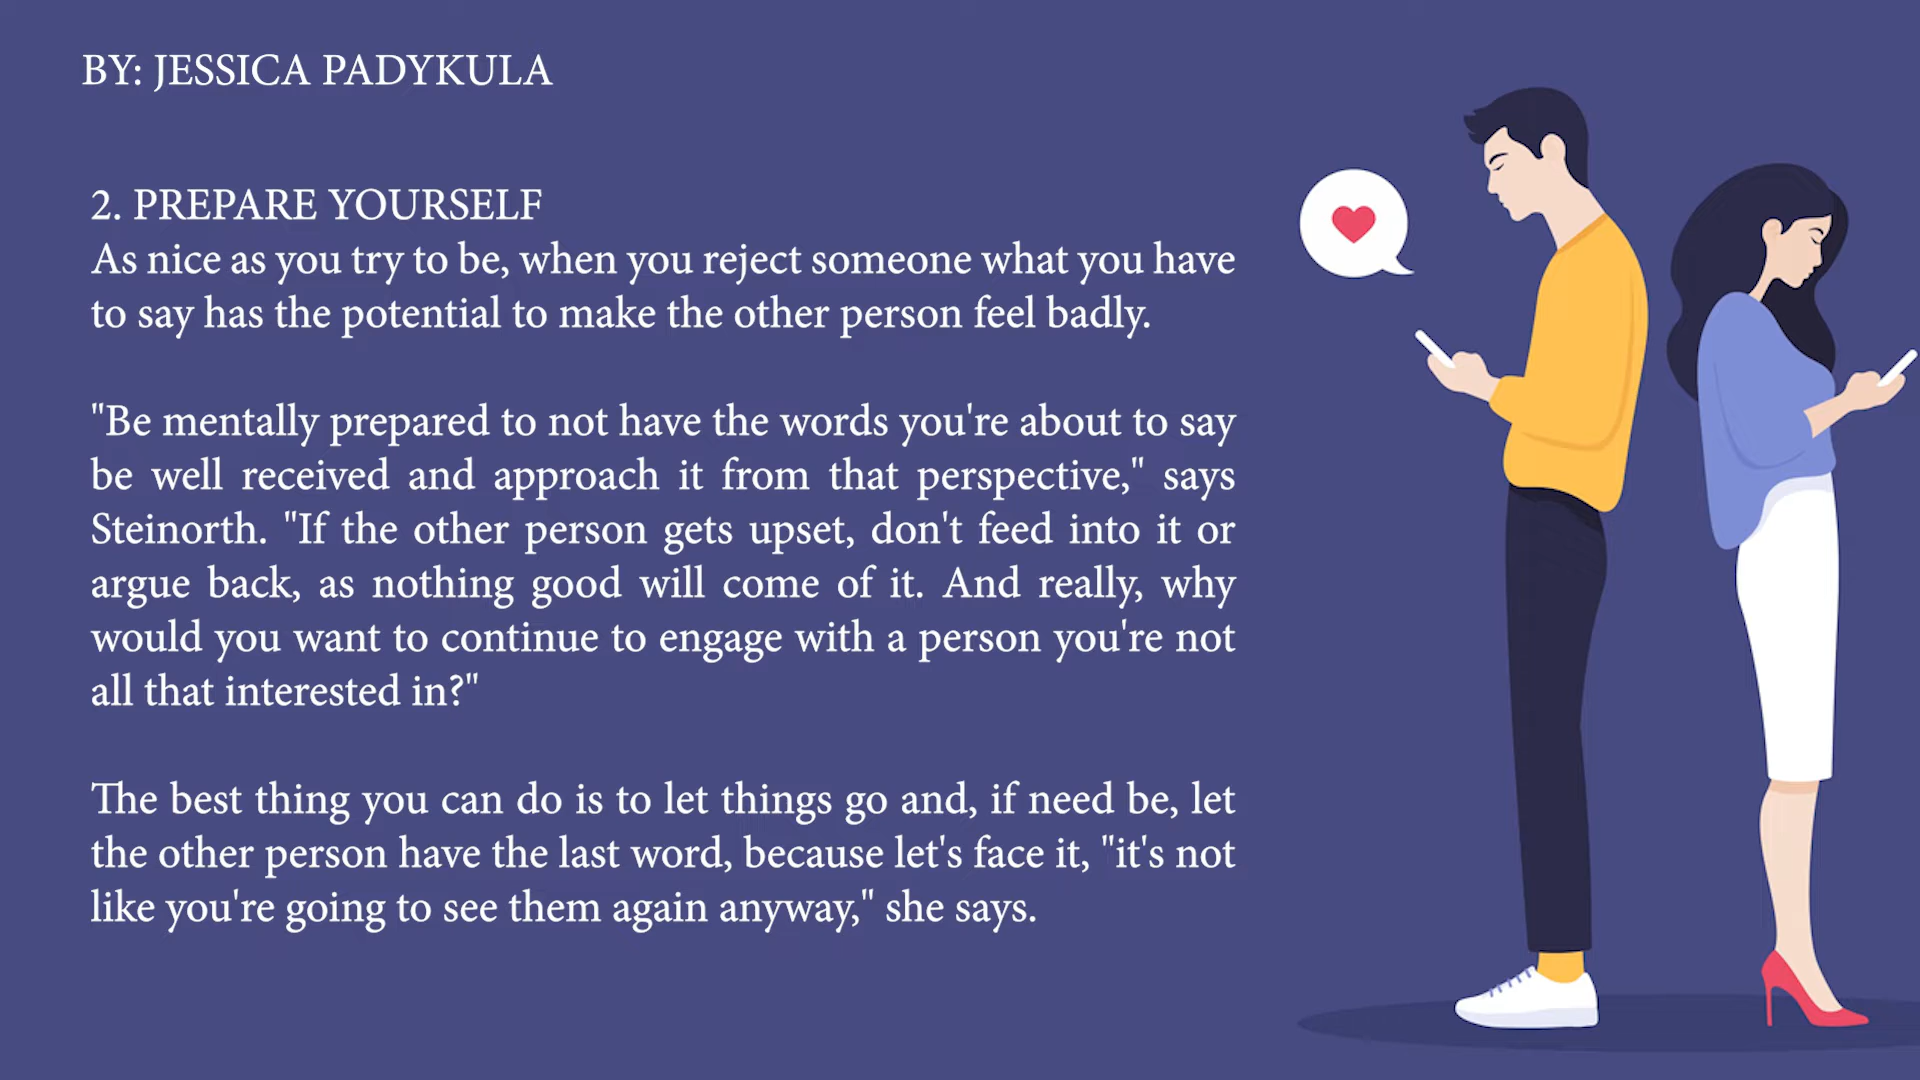 BY: JESSICA PADYKULA
2. PREPARE YOURSELF
As nice as you try to be, when you reject someone what you have
to say has the potential to make the other person feel badly.
"Be mentally prepared to not have the words you're about to say
be well received and approach it from that perspective," says
Steinorth. "If the other person gets upset, don't feed into it or
argue back, as nothing good will come of it. And really, why
would you want to continue to engage with a person you're not
all that interested in?"
The best thing you can do is to let things go and, if need be, let
the other person have the last word, because let's face it, "it's not
like you're going to see them again anyway," she says.